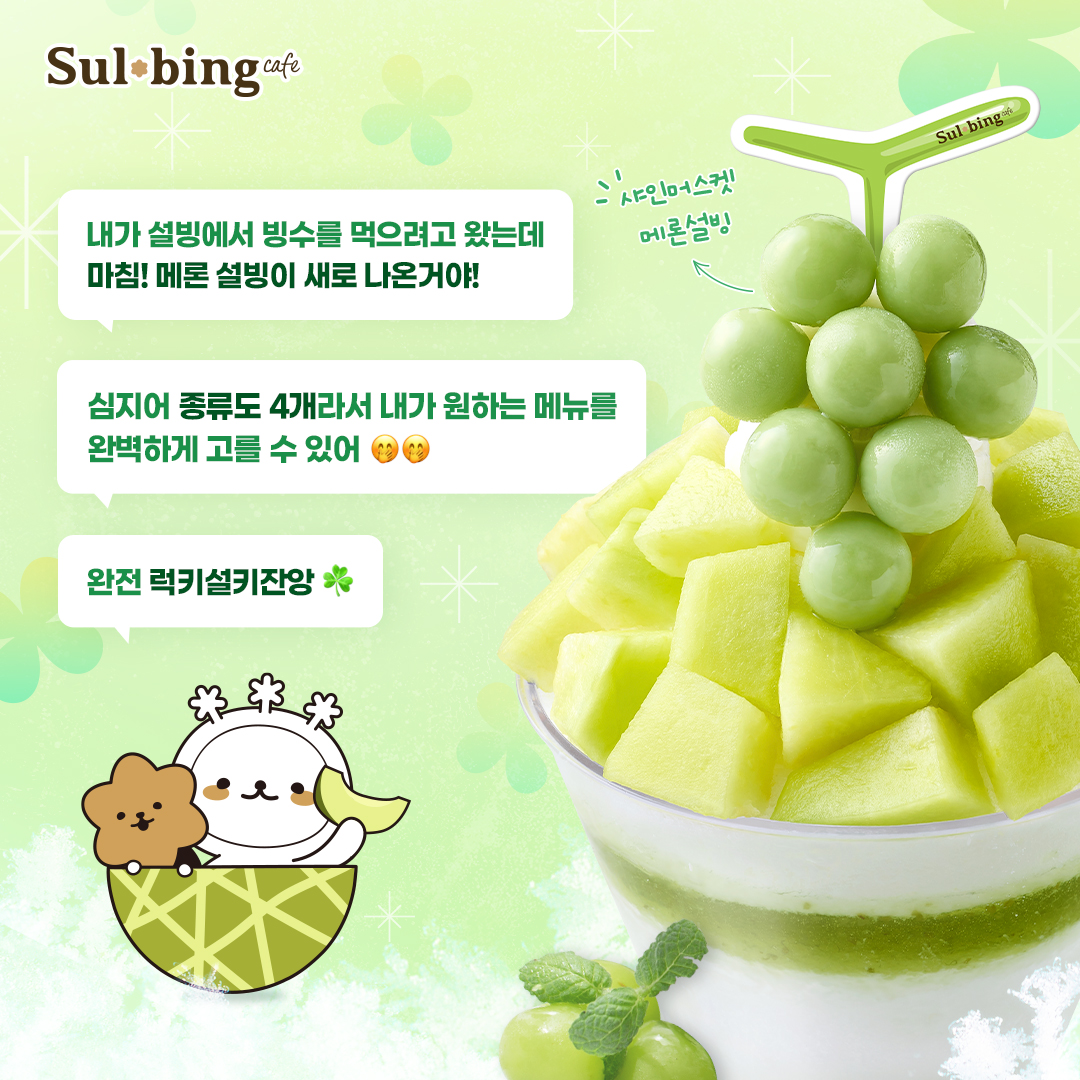 Sul bing cafe
Sul bing cafe
샤인머스켓
메론설빙
내가 설빙에서 빙수를 먹으려고 왔는데
마침! 메론 설빙이 새로 나온거야!
심지어 종류도 4개라서 내가 원하는 메뉴를
완벽하게 고를 수 있어 🤭🤭
완전 럭키설키잔앙 ☘️